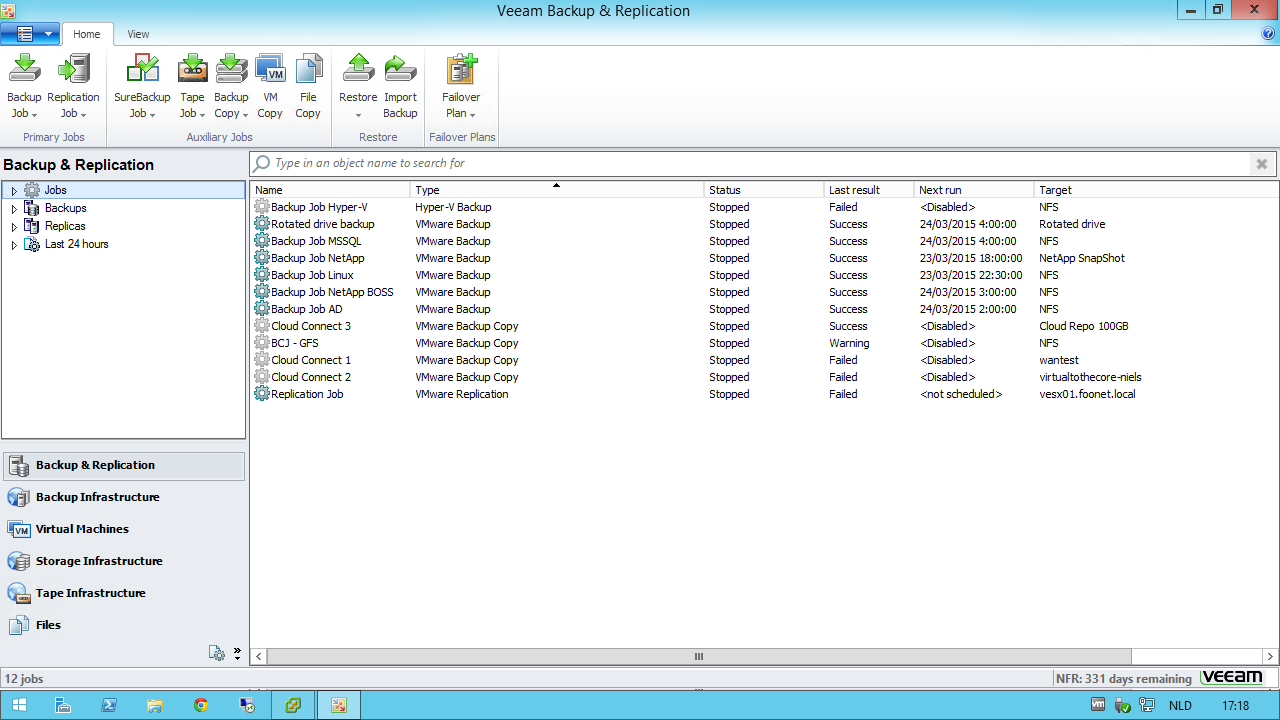 Veeam Backup & Replication
Home View
Backup Job Replication Job SureBackup Job Tape Job Backup Copy VM Copy File Copy Restore Import Backup Failover Plan
Primary Jobs Auxiliary Jobs Restore Failover Plans
Backup & Replication
Type in an object name to search for
Jobs
Backups
Replicas
Last 24 hours
Name Type Status Last result Next run Target
Backup Job Hyper-V Hyper-V Backup Stopped Failed <Disabled> NFS
Rotated drive backup VMware Backup Stopped Success 24/03/2015 4:00:00 Rotated drive
Backup Job MSSQL VMware Backup Stopped Success 24/03/2015 4:00:00 NFS
Backup Job NetApp VMware Backup Stopped Success 23/03/2015 18:00:00 NetApp SnapShot
Backup Job Linux VMware Backup Stopped Success 23/03/2015 22:30:00 NFS
Backup Job NetApp BOSS VMware Backup Stopped Success 24/03/2015 3:00:00 NFS
Backup Job AD VMware Backup Stopped Success 24/03/2015 2:00:00 NFS
Cloud Connect 3 VMware Backup Copy Stopped Success <Disabled> Cloud Repo 100GB
BCJ - GFS VMware Backup Copy Stopped Warning <Disabled> NFS
Cloud Connect 1 VMware Backup Copy Stopped Failed <Disabled> wantest
Cloud Connect 2 VMware Backup Copy Stopped Failed <Disabled> virtualtothecore-niels
Replication Job VMware Replication Stopped Failed <not scheduled> vesx01.foonet.local
Backup & Replication
Backup Infrastructure
Virtual Machines
Storage Infrastructure
Tape Infrastructure
Files
12 jobs NFR: 331 days remaining veeam
NLD 17:18